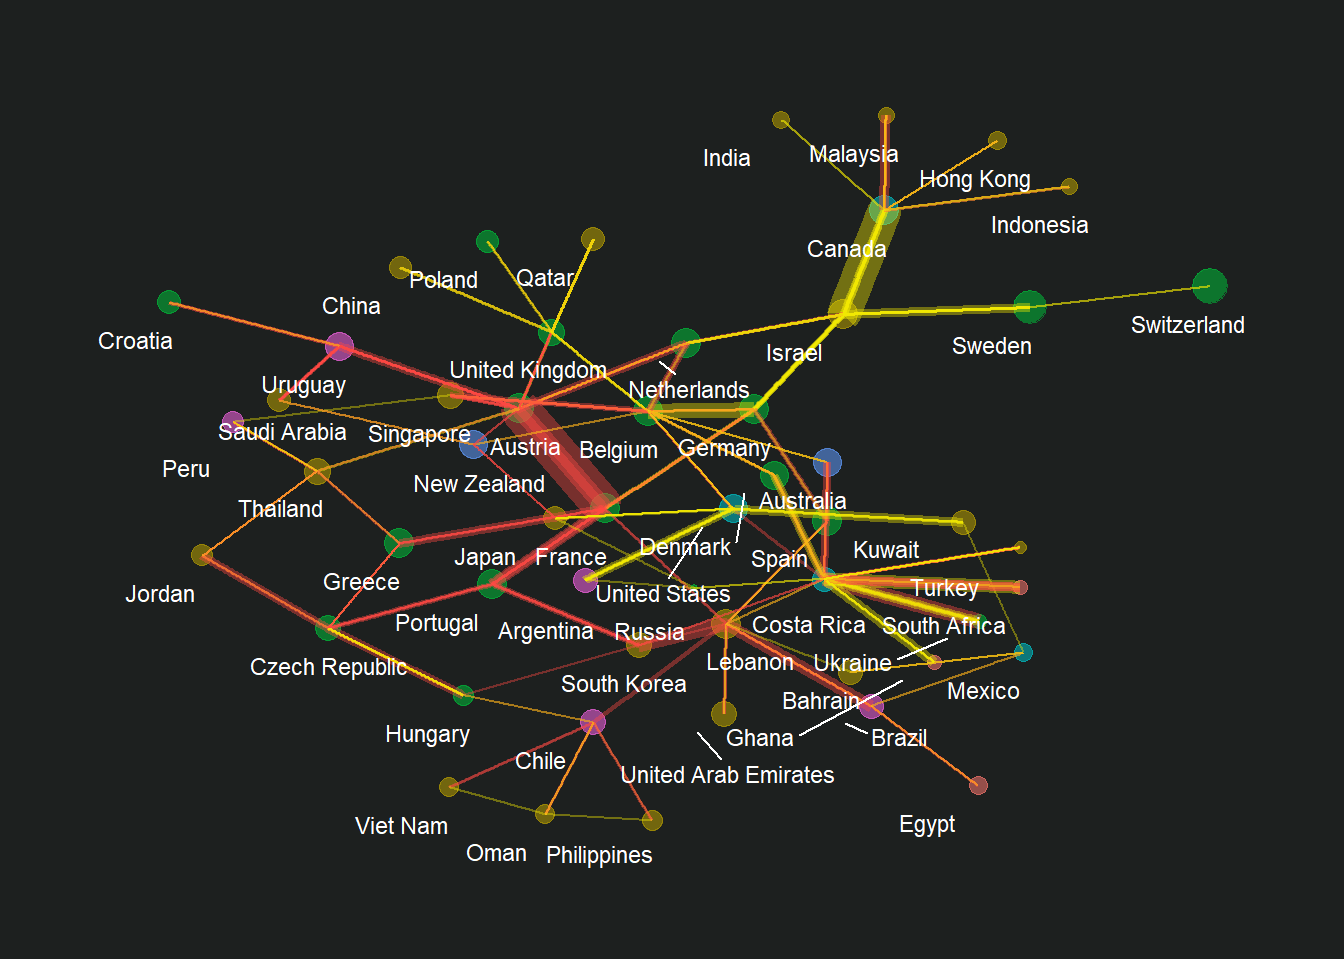 India
Malaysia
Hong Kong
Indonesia
Canada
Poland
Qatar
China
Switzerland
Croatia
Israel
Sweden
United Kingdom
Uruguay
Netherlands
Saudi Arabia
Singapore
Austria
Belgium
Germany
Peru
New Zealand
Australia
Thailand
Japan
France
Denmark
Spain
Kuwait
Jordan
Greece
United States
Turkey
Portugal
Argentina
Russia
Costa Rica
South Africa
Czech Republic
South Korea
Lebanon
Ukraine
Mexico
Bahrain
Hungary
Ghana
Brazil
Chile
United Arab Emirates
Viet Nam
Egypt
Oman
Philippines